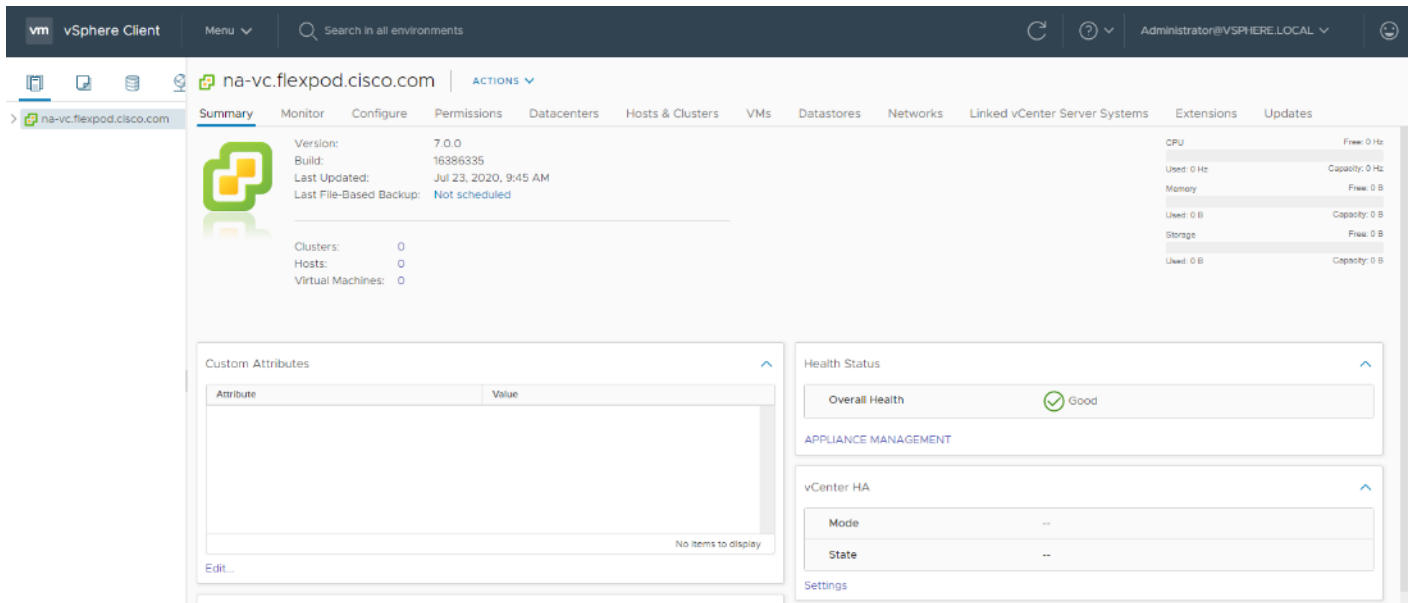 vm vSphere Client Menu Search in all environments Administrator@VSPHERE.LOCAL
na-vc.flexpod.cisco.com ACTIONS
na-vc.flexpod.cisco.com
Summary Monitor Configure Permissions Datacenters Hosts & Clusters VMs Datastores Networks Linked vCenter Server Systems Extensions Updates
Version: 7.0.0
Build: 16386335
Last Updated: Jul 23, 2020, 9:45 AM
Last File-Based Backup: Not scheduled
Clusters: 0
Hosts: 0
Virtual Machines: 0
CPU Free: 0 Hz
Used: 0 Hz Capacity: 0 Hz
Memory Free: 0 B
Used: 0 B Capacity: 0 B
Storage Free: 0 B
Used: 0 B Capacity: 0 B
Custom Attributes
Attribute Value
No items to display
Edit...
Health Status
Overall Health Good
APPLIANCE MANAGEMENT
vCenter HA
Mode --
State --
Settings